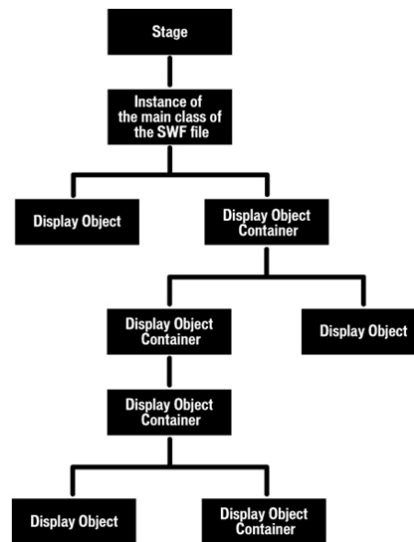 Stage
Instance of
the main class of
the SWF file
Display Object
Display Object
Container
Display Object
Container
Display Object
Display Object
Container
Display Object
Display Object
Container